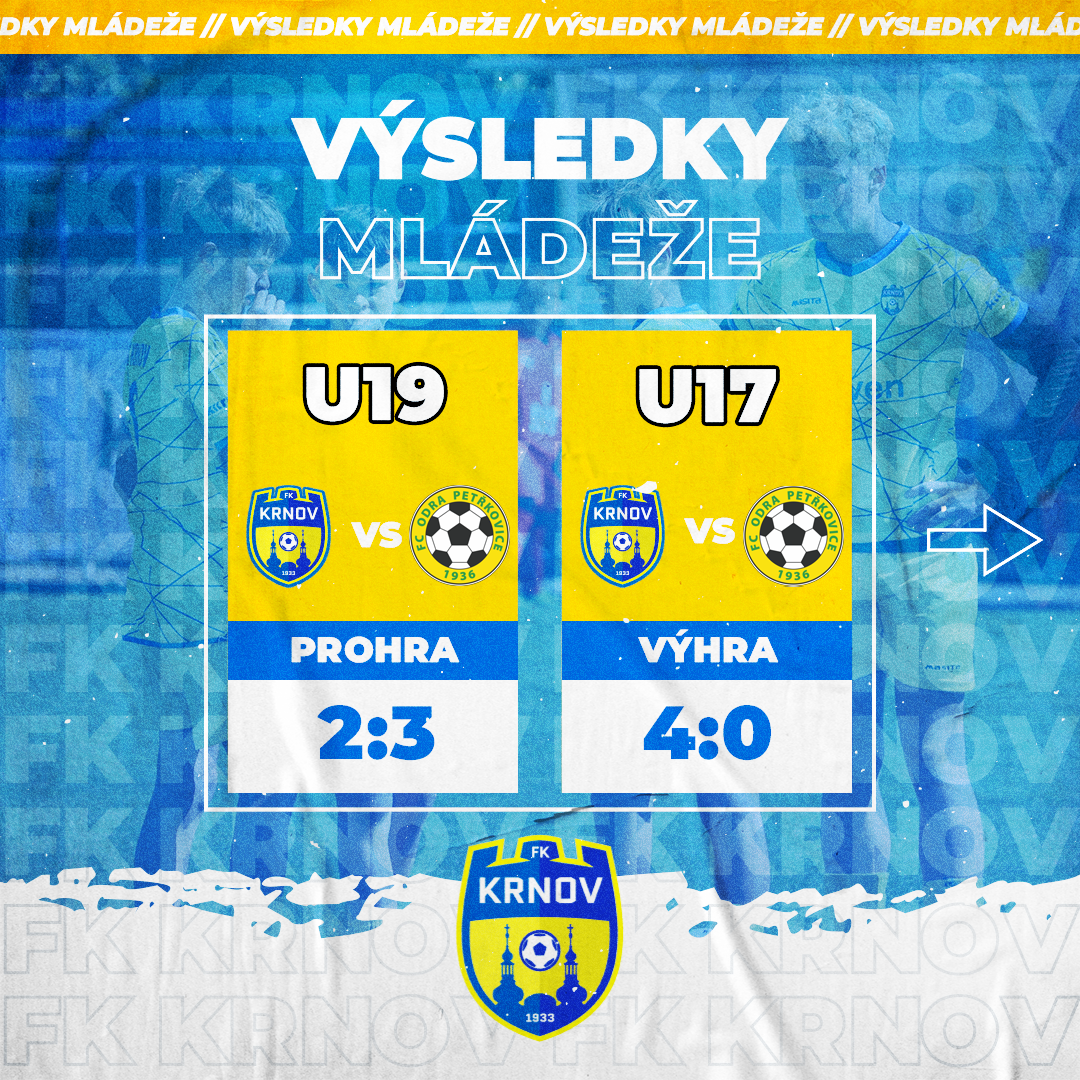 DKY MLÁDEŽE // VÝSLEDKY MLÁDEŽE // VÝSLEDKY MLÁDEŽE // VÝSLEDKY MLÁD
VÝSLEDKY
MLÁDEŽE
U19
U17
FK
KRNOV
1933
VS
FC ODRA PETŘKOVICE
1936
FK
KRNOV
1933
VS
FC ODRA PETŘKOVICE
1936
PROHRA
VÝHRA
2:3
4:0
masita
masita
FK
KRNOV
1933
FK KRNOV FK KRNOV
FK KRNOV FK KRNOV